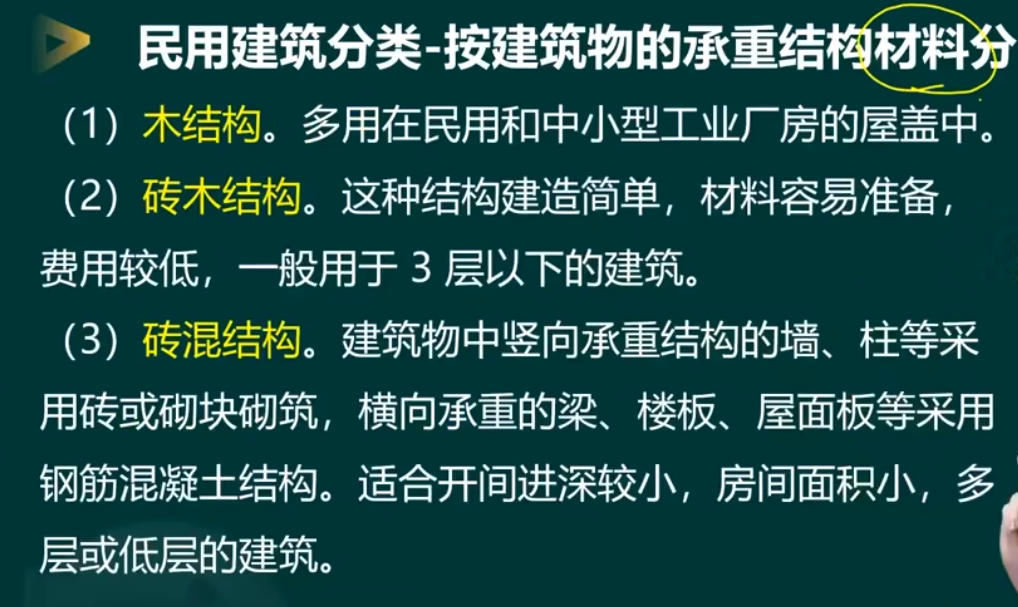 民用建筑分类-按建筑物的承重结构材料分
（1）木结构。多用在民用和中小型工业厂房的屋盖中。
（2）砖木结构。这种结构建造简单，材料容易准备，
费用较低，一般用于 3 层以下的建筑。
（3）砖混结构。建筑物中竖向承重结构的墙、柱等采
用砖或砌块砌筑，横向承重的梁、楼板、屋面板等采用
钢筋混凝土结构。适合开间进深较小，房间面积小，多
层或低层的建筑。